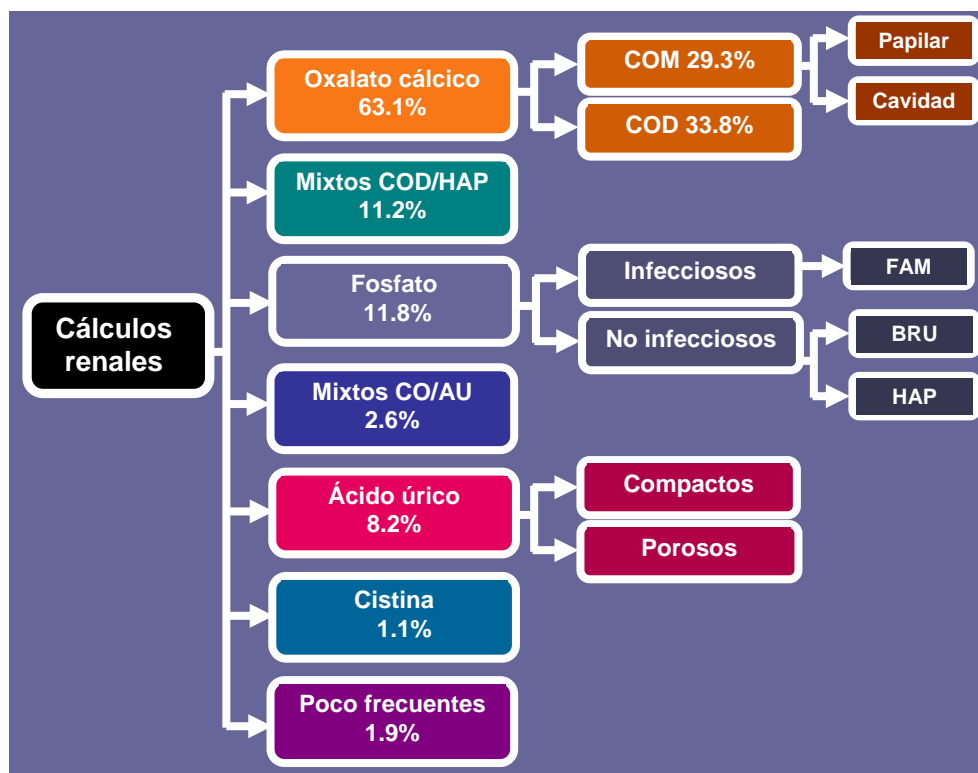 Cálculos
renales
Oxalato cálcico
63.1%
COM 29.3%
Papilar
Cavidad
COD 33.8%
Mixtos COD/HAP
11.2%
Fosfato
11.8%
Infecciosos
FAM
No infecciosos
BRU
HAP
Mixtos CO/AU
2.6%
Ácido úrico
8.2%
Compactos
Porosos
Cistina
1.1%
Poco frecuentes
1.9%